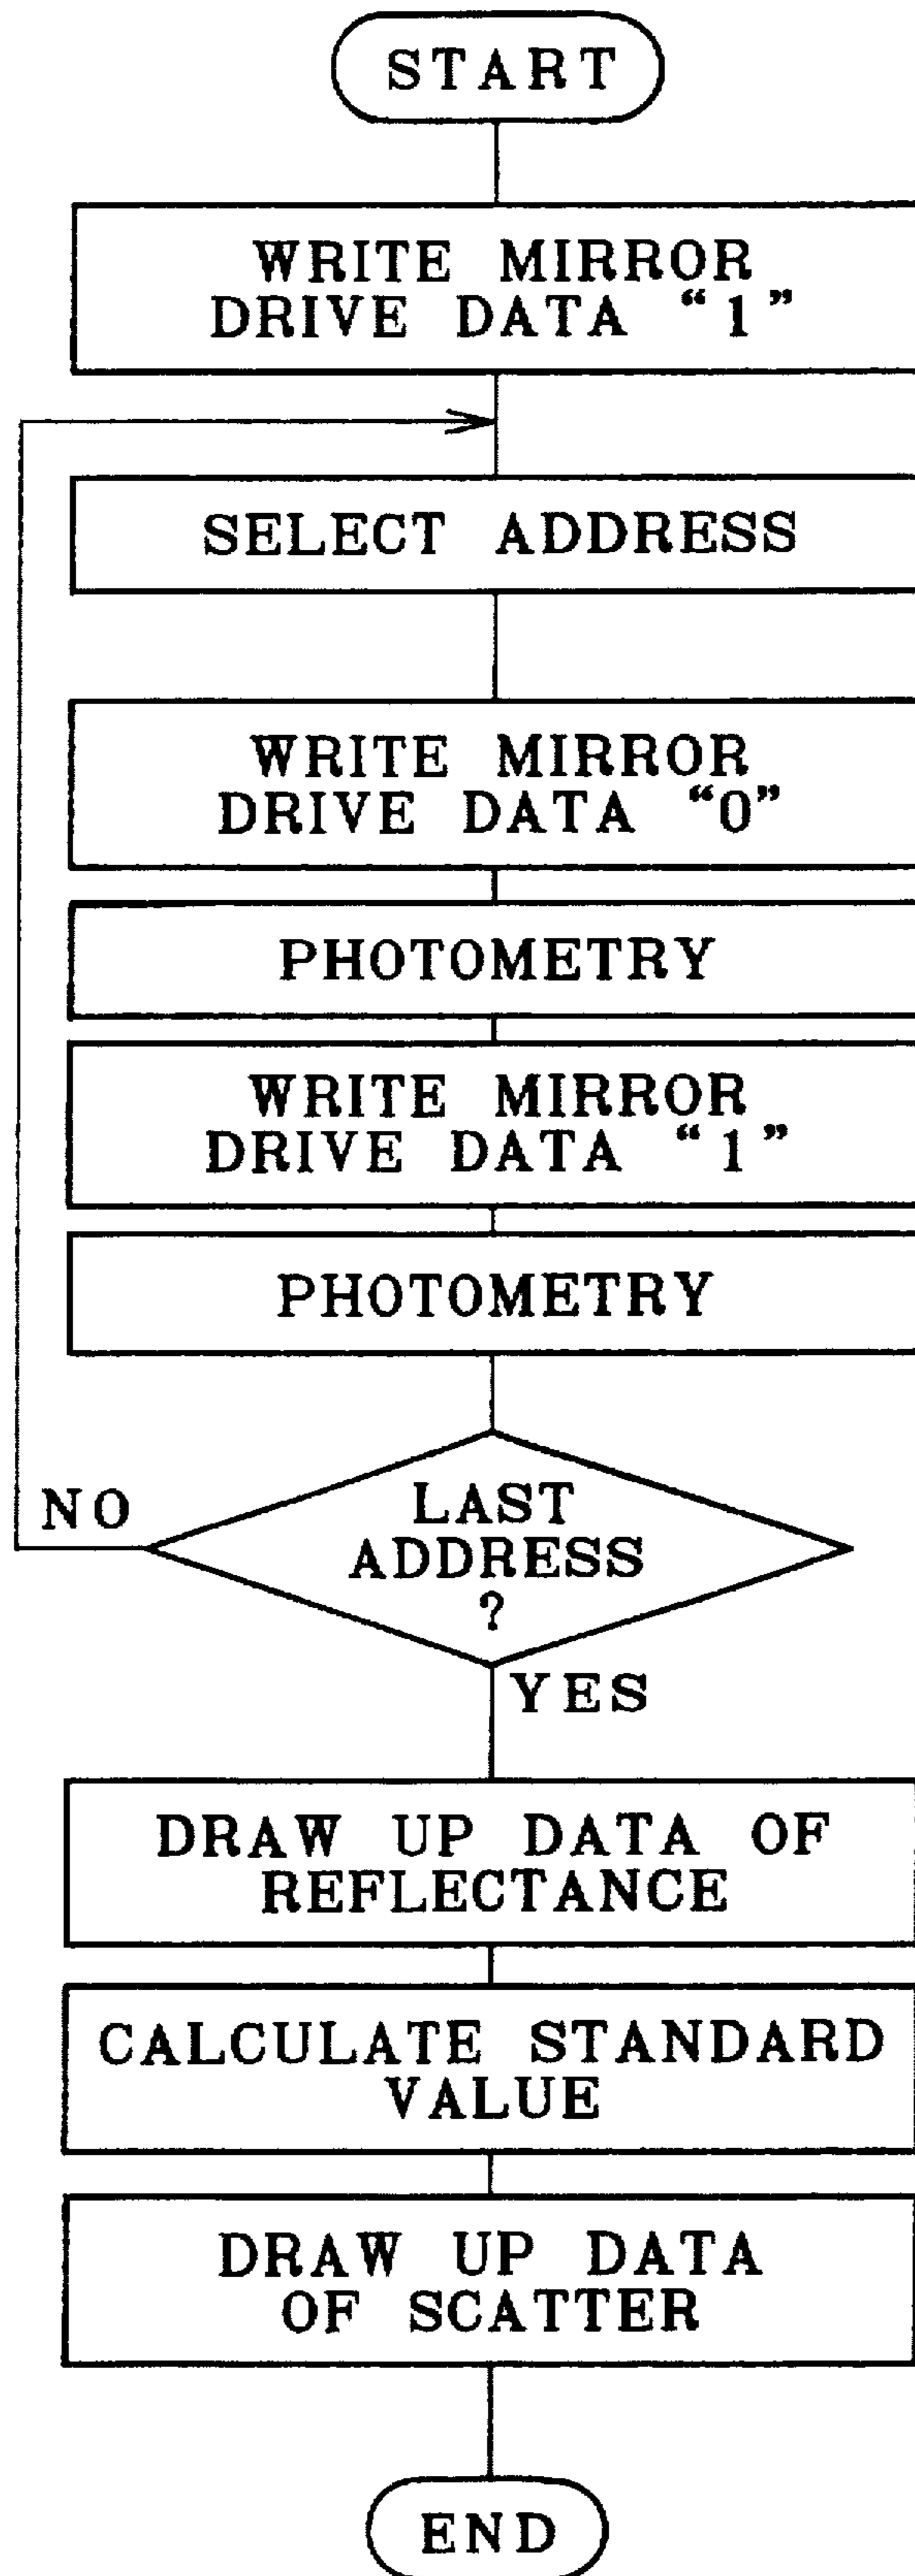 START
WRITE MIRROR
DRIVE DATA “1”
SELECT ADDRESS
WRITE MIRROR
DRIVE DATA “0”
PHOTOMETRY
WRITE MIRROR
DRIVE DATA “1”
PHOTOMETRY
LAST
ADDRESS
?
NO
YES
DRAW UP DATA OF
REFLECTANCE
CALCULATE STANDARD
VALUE
DRAW UP DATA
OF SCATTER
END